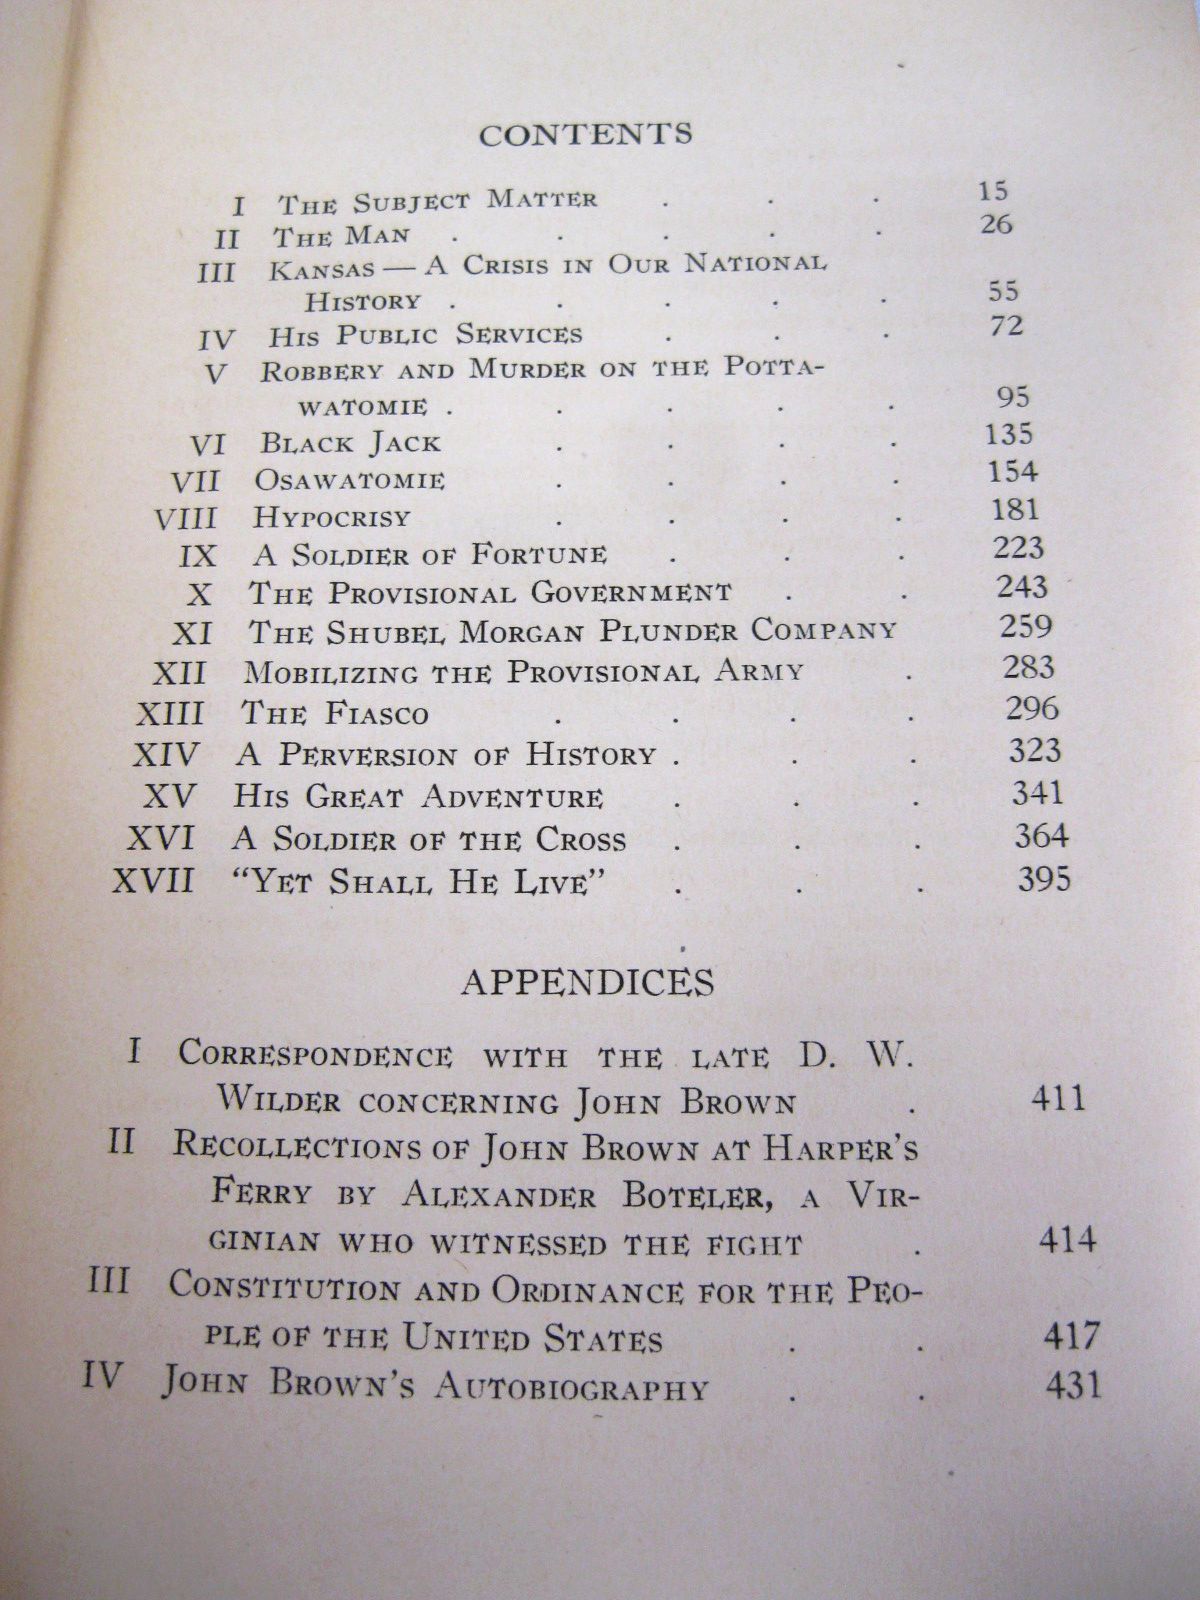 CONTENTS
I THE SUBJECT MATTER . . . 15
II THE MAN . . . . . 26
III KANSAS — A CRISIS IN OUR NATIONAL
HISTORY . . . . . 55
IV HIS PUBLIC SERVICES . . . 72
V ROBBERY AND MURDER ON THE POTTA-
WATOMIE . . . . . 95
VI BLACK JACK . . . . 135
VII OSAWATOMIE . . . . 154
VIII HYPOCRISY . . . . 181
IX A SOLDIER OF FORTUNE . . . 223
X THE PROVISIONAL GOVERNMENT . . 243
XI THE SHUBEL MORGAN PLUNDER COMPANY 259
XII MOBILIZING THE PROVISIONAL ARMY . 283
XIII THE FIASCO . . . . 296
XIV A PERVERSION OF HISTORY . . . 323
XV HIS GREAT ADVENTURE . . . 341
XVI A SOLDIER OF THE CROSS . . . 364
XVII "YET SHALL HE LIVE" . . . 395
APPENDICES
I CORRESPONDENCE WITH THE LATE D. W.
WILDER CONCERNING JOHN BROWN . 411
II RECOLLECTIONS OF JOHN BROWN AT HARPER'S
FERRY BY ALEXANDER BOTELER, A VIR-
GINIAN WHO WITNESSED THE FIGHT . 414
III CONSTITUTION AND ORDINANCE FOR THE PEO-
PLE OF THE UNITED STATES . . 417
IV JOHN BROWN'S AUTOBIOGRAPHY . . 431